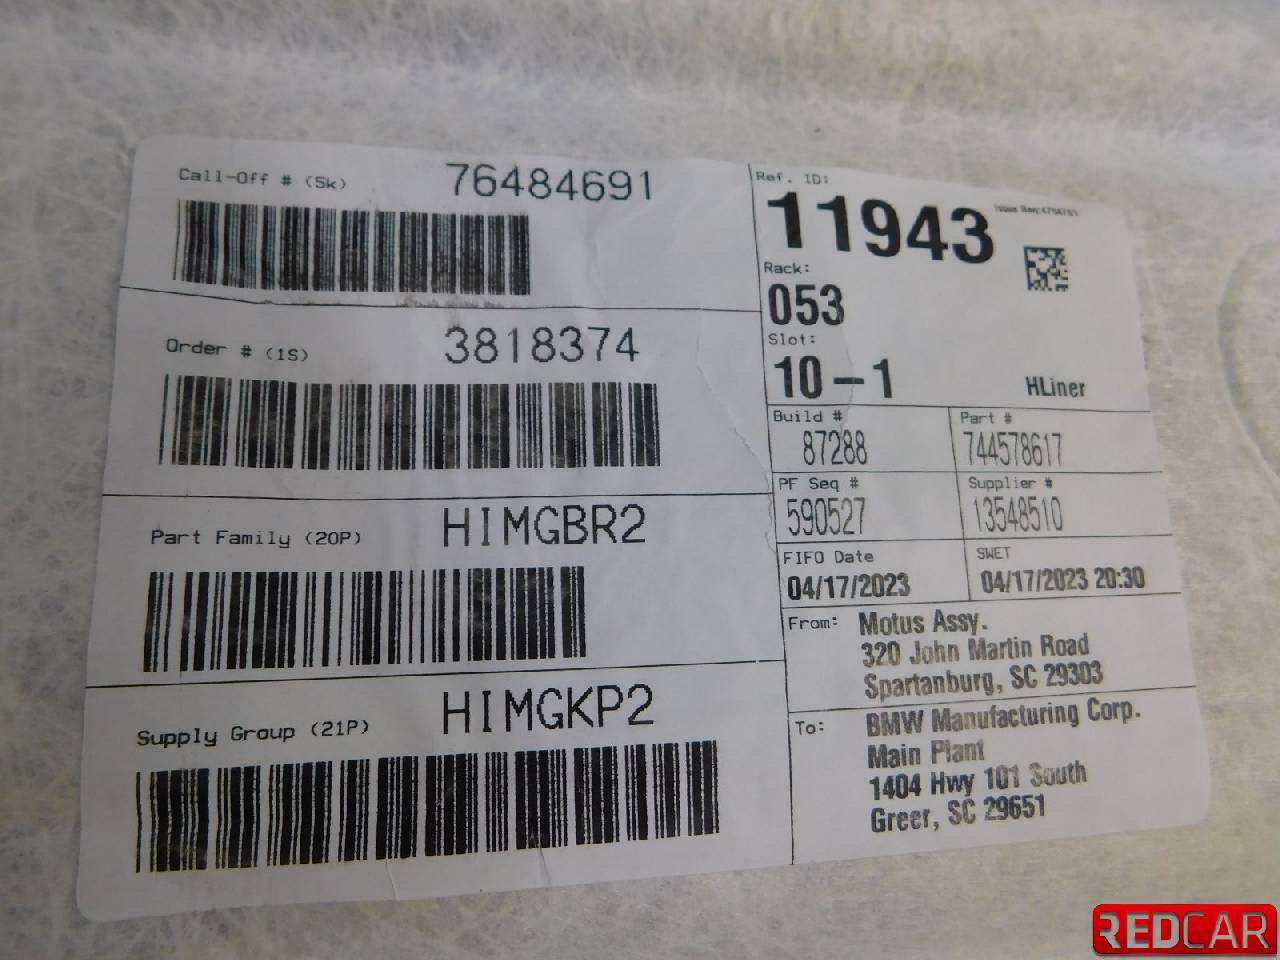 Call-Off # (5k) 76484691
Order # (1S) 3818374
Part Family (20P) HIMGBR2
Supply Group (21P) HIMGKP2
Ref. ID:
11943
Rack:
053
Slot:
10-1 HLiner
Build # Part #
87288 744578617
PF Seq # Supplier #
590527 13548510
FIFO Date SWET
04/17/2023 04/17/2023 20:30
From: Motus Assy.
320 John Martin Road
Spartanburg, SC 29303
To: BMW Manufacturing Corp.
Main Plant
1404 Hwy 101 South
Greer, SC 29651
REDCAR